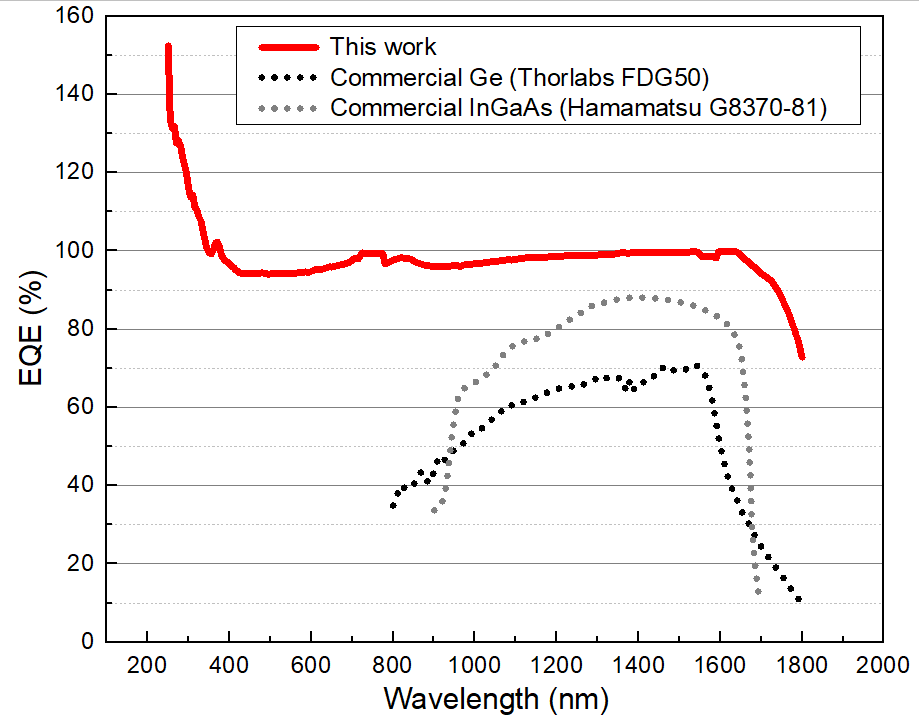 160
140
120
100
80
60
40
20
0
EQE (%)
This work
Commercial Ge (Thorlabs FDG50)
Commercial InGaAs (Hamamatsu G8370-81)
200 400 600 800 1000 1200 1400 1600 1800 2000
Wavelength (nm)